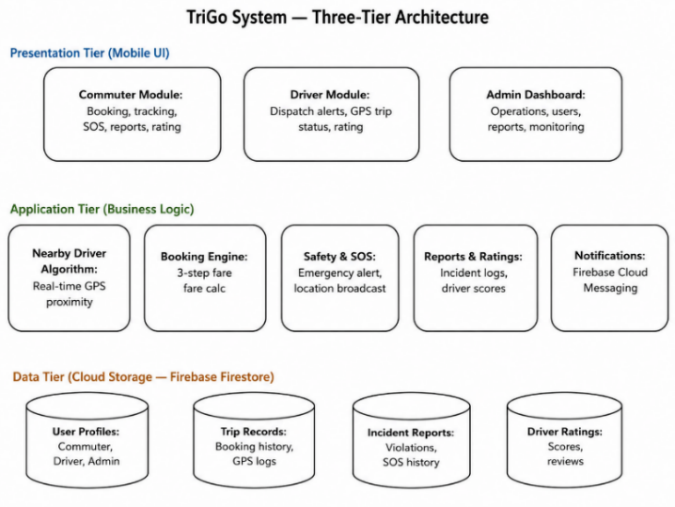 TriGo System — Three-Tier Architecture
Presentation Tier (Mobile UI)
Commuter Module:
Booking, tracking,
SOS, reports, rating
Driver Module:
Dispatch alerts, GPS trip
status, rating
Admin Dashboard:
Operations, users,
reports, monitoring
Application Tier (Business Logic)
Nearby Driver
Algorithm:
Real-time GPS
proximity
Booking Engine:
3-step fare
fare calc
Safety & SOS:
Emergency alert,
location broadcast
Reports & Ratings:
Incident logs,
driver scores
Notifications:
Firebase Cloud
Messaging
Data Tier (Cloud Storage — Firebase Firestore)
User Profiles:
Commuter,
Driver, Admin
Trip Records:
Booking history,
GPS logs
Incident Reports:
Violations,
SOS history
Driver Ratings:
Scores,
reviews